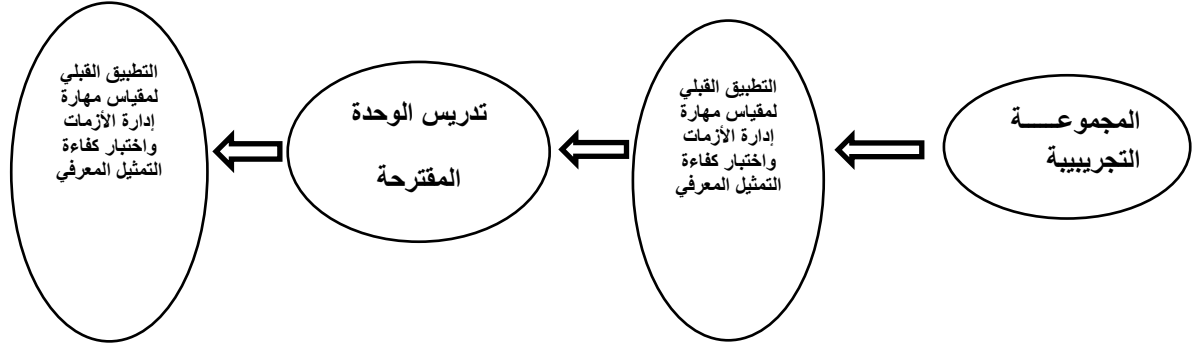 المجموعـــــة
التجريبيبة
التطبيق القبلي
لمقياس مهارة
إدارة الأزمات
واختبار كفاءة
التمثيل المعرفي
تدريس الوحدة
المقترحة
التطبيق القبلي
لمقياس مهارة
إدارة الأزمات
واختبار كفاءة
التمثيل المعرفي